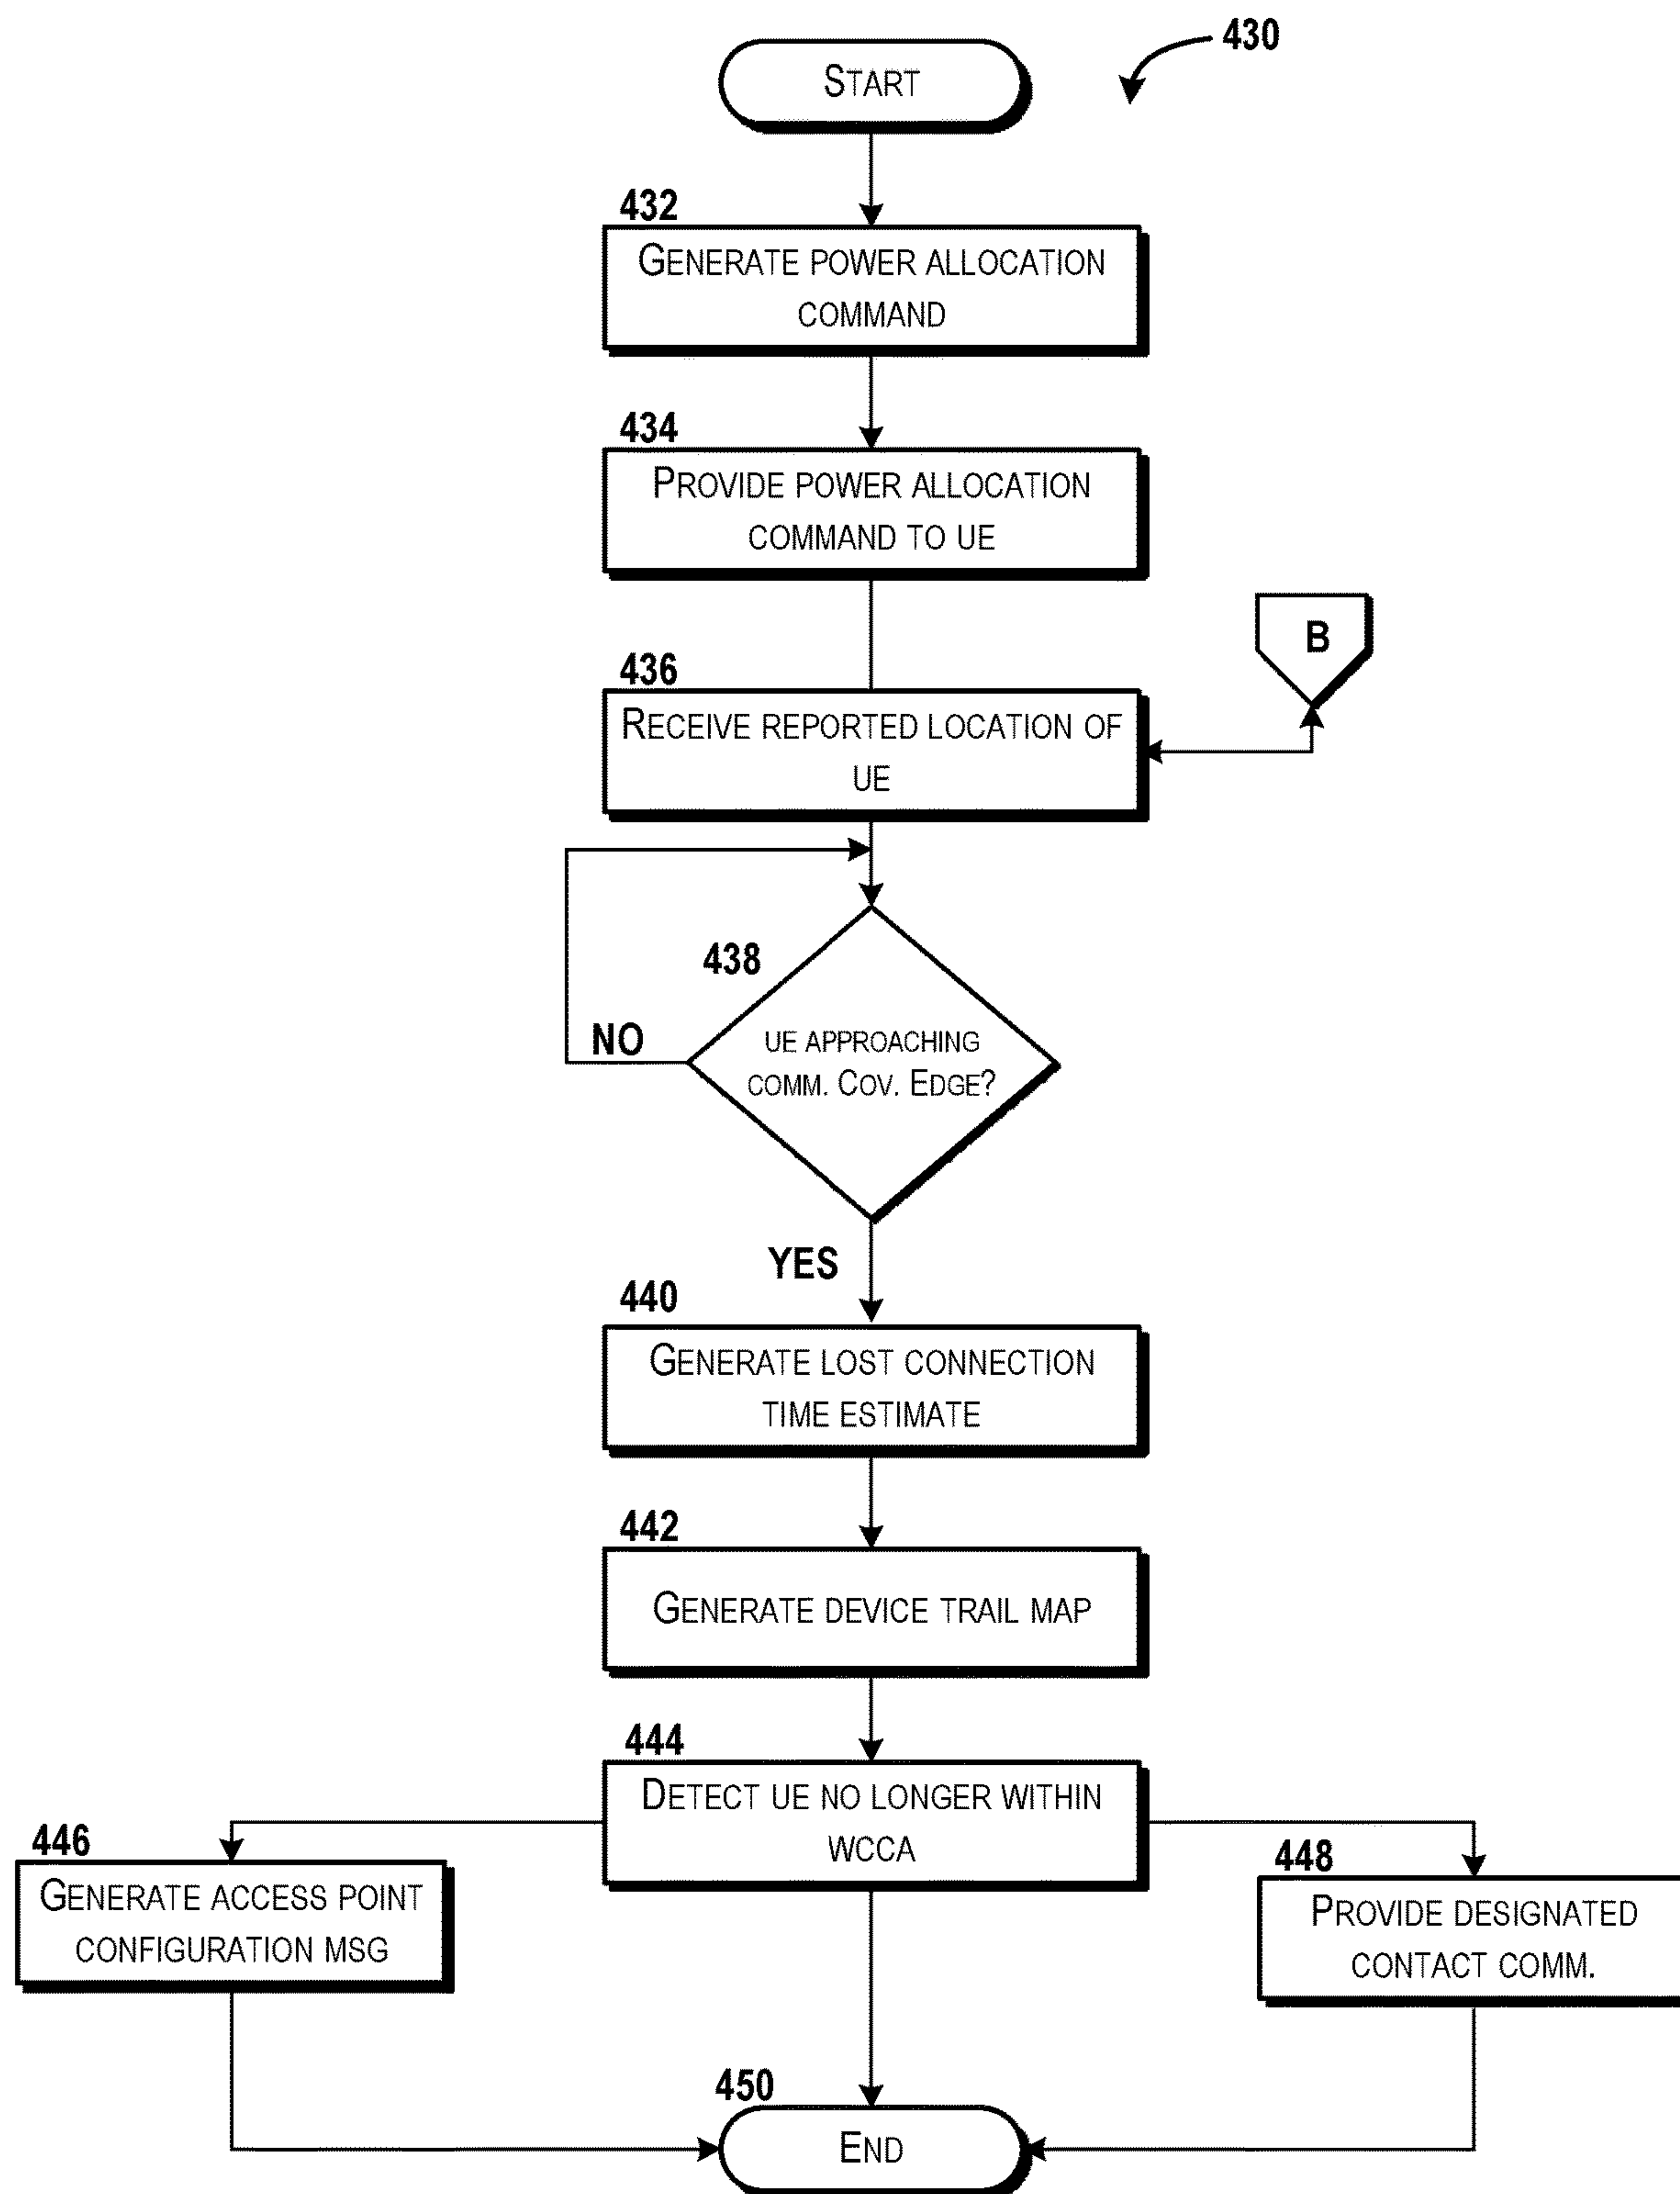 430
START
432
GENERATE POWER ALLOCATION
COMMAND
434
PROVIDE POWER ALLOCATION
COMMAND TO UE
B
436
RECEIVE REPORTED LOCATION OF
UE
438
NO
UE APPROACHING
COMM. COV. EDGE?
YES
440
GENERATE LOST CONNECTION
TIME ESTIMATE
442
GENERATE DEVICE TRAIL MAP
444
DETECT UE NO LONGER WITHIN
WCCA
446
GENERATE ACCESS POINT
CONFIGURATION MSG
448
PROVIDE DESIGNATED
CONTACT COMM.
450
END